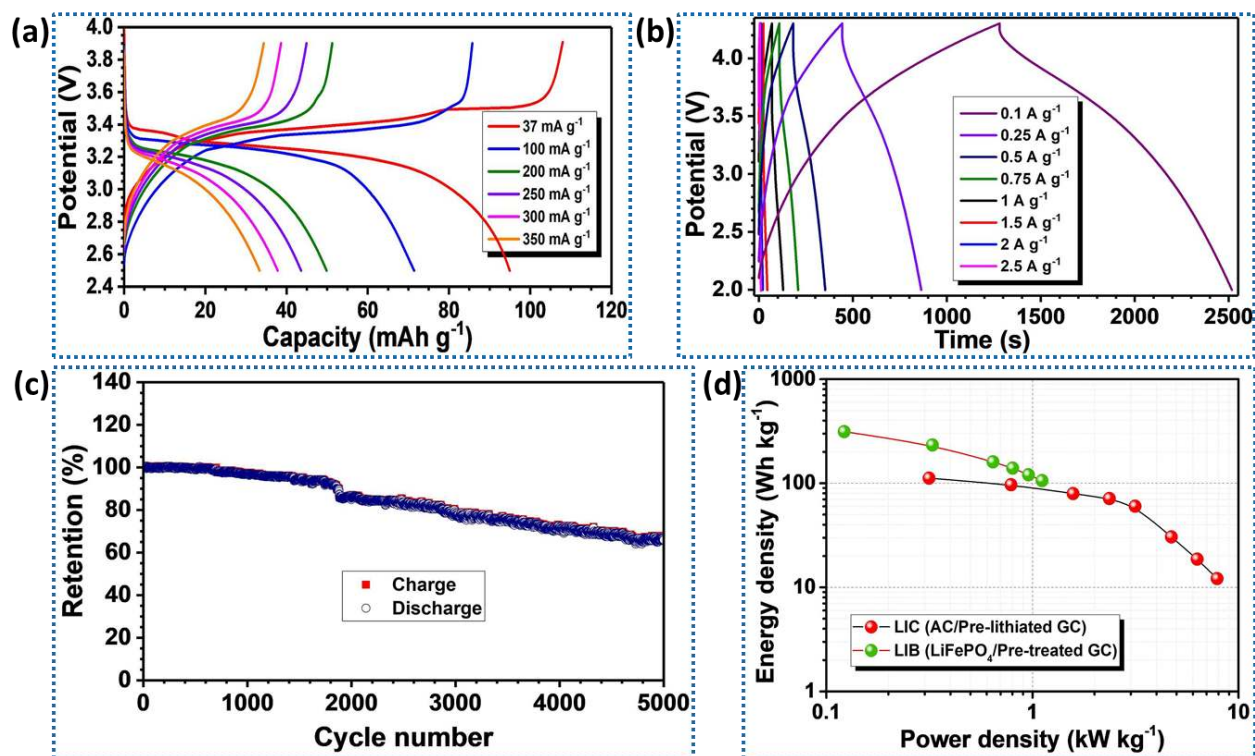 (a)
4.0
3.8
3.6
3.4
3.2
3.0
2.8
2.6
2.4
Potential (V)
37 mA g⁻¹
100 mA g⁻¹
200 mA g⁻¹
250 mA g⁻¹
300 mA g⁻¹
350 mA g⁻¹
0 20 40 60 80 100 120
Capacity (mAh g⁻¹)
(b)
4.0
3.5
3.0
2.5
2.0
Potential (V)
0.1 A g⁻¹
0.25 A g⁻¹
0.5 A g⁻¹
0.75 A g⁻¹
1 A g⁻¹
1.5 A g⁻¹
2 A g⁻¹
2.5 A g⁻¹
0 500 1000 1500 2000 2500
Time (s)
(c)
140
120
100
80
60
40
20
0
Retention (%)
Charge
Discharge
0 1000 2000 3000 4000 5000
Cycle number
(d)
1000
100
10
1
Energy density (Wh kg⁻¹)
LIC (AC/Pre-lithiated GC)
LIB (LiFePO₄/Pre-treated GC)
0.1 1 10
Power density (kW kg⁻¹)